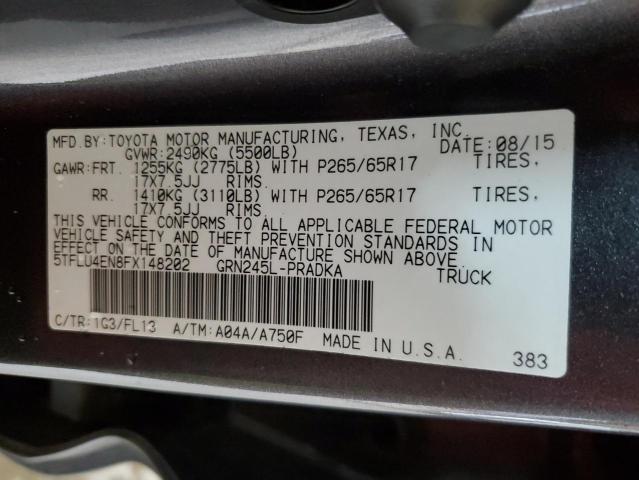 MFD.BY:TOYOTA MOTOR MANUFACTURING, TEXAS, INC.
GVWR:2490KG (5500LB) DATE: 08/15
GAWR:FRT. 1255KG (2775LB) WITH P265/65R17 TIRES,
17X7.5JJ RIMS.
RR. 1410KG (3110LB) WITH P265/65R17 TIRES,
17X7.5JJ RIMS.
THIS VEHICLE CONFORMS TO ALL APPLICABLE FEDERAL MOTOR
VEHICLE SAFETY AND THEFT PREVENTION STANDARDS IN
EFFECT ON THE DATE OF MANUFACTURE SHOWN ABOVE.
5TFLU4EN8FX148202 GRN245L-PRADKA TRUCK
C/TR:1G3/FL13 A/TM:A04A/A750F MADE IN U.S.A.
383